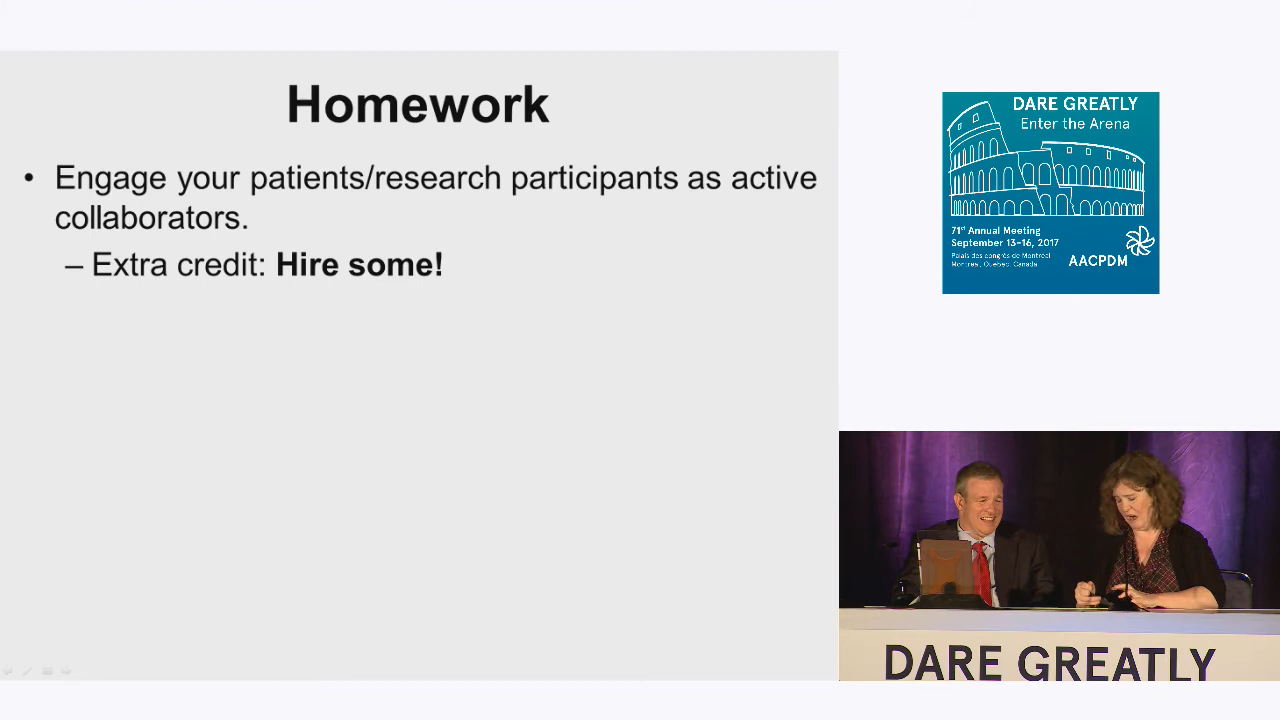 Homework
• Engage your patients/research participants as active
collaborators.
– Extra credit: Hire some!
DARE GREATLY
Enter the Arena
71st Annual Meeting
September 13-16, 2017
Palais des congrès de Montréal
Montréal, Québec, Canada
AACPDM
DARE GREATLY